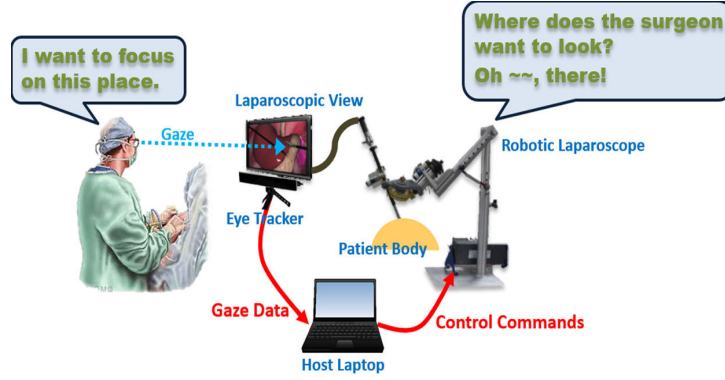 I want to focus
on this place.
Where does the surgeon
want to look?
Oh ~~, there!
Laparoscopic View
Gaze
Robotic Laparoscope
Eye Tracker
Patient Body
Gaze Data
Control Commands
Host Laptop